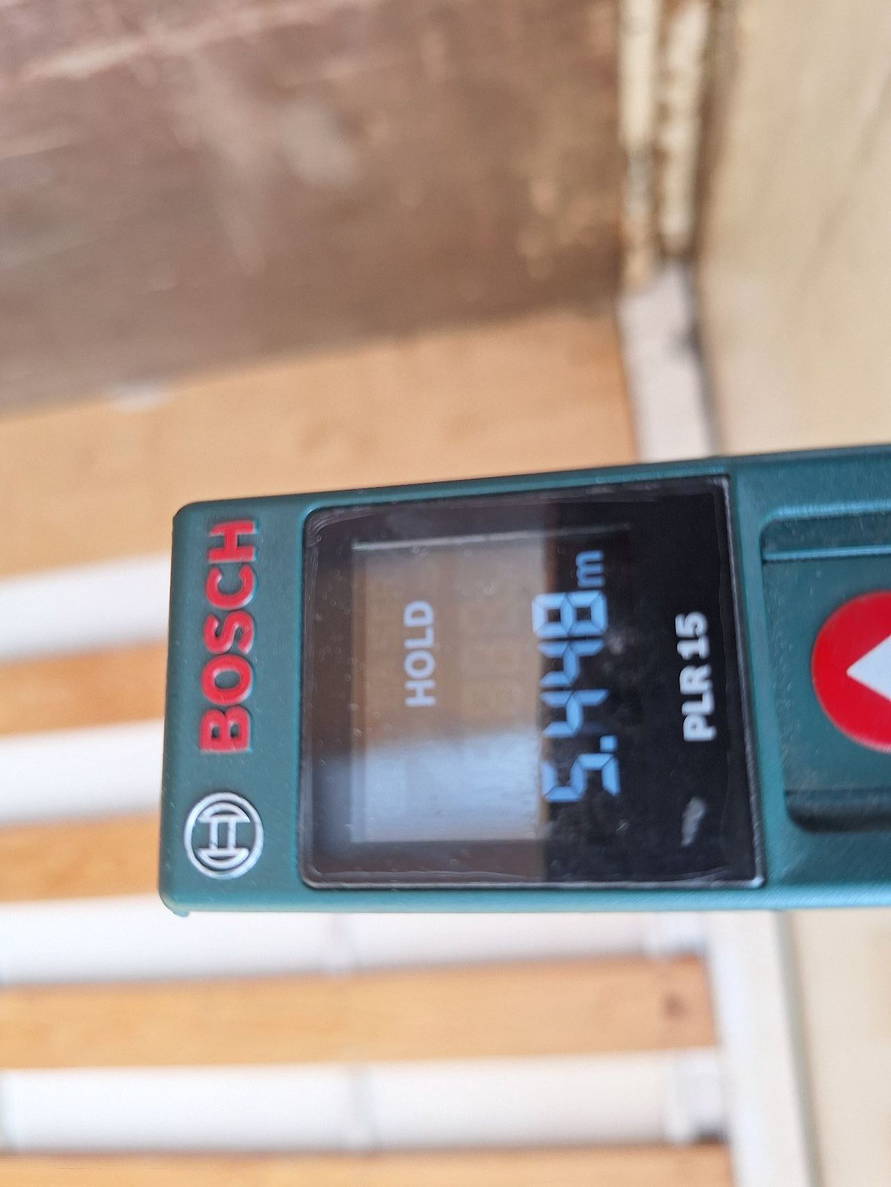 BOSCH
HOLD
5.448 m
PLR 15